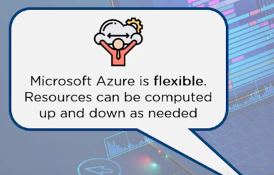 Microsoft Azure is flexible.
Resources can be computed
up and down as needed